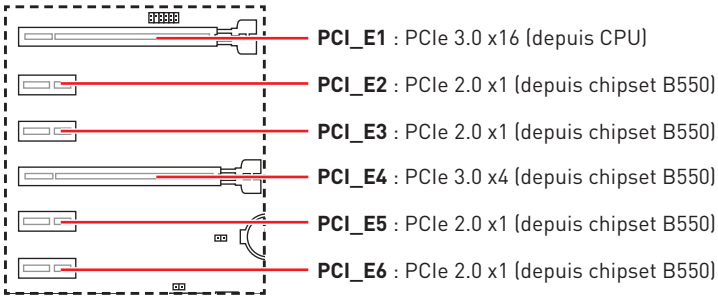 PCI_E1 : PCIe 3.0 x16 (depuis CPU)
PCI_E2 : PCIe 2.0 x1 (depuis chipset B550)
PCI_E3 : PCIe 2.0 x1 (depuis chipset B550)
PCI_E4 : PCIe 3.0 x4 (depuis chipset B550)
PCI_E5 : PCIe 2.0 x1 (depuis chipset B550)
PCI_E6 : PCIe 2.0 x1 (depuis chipset B550)